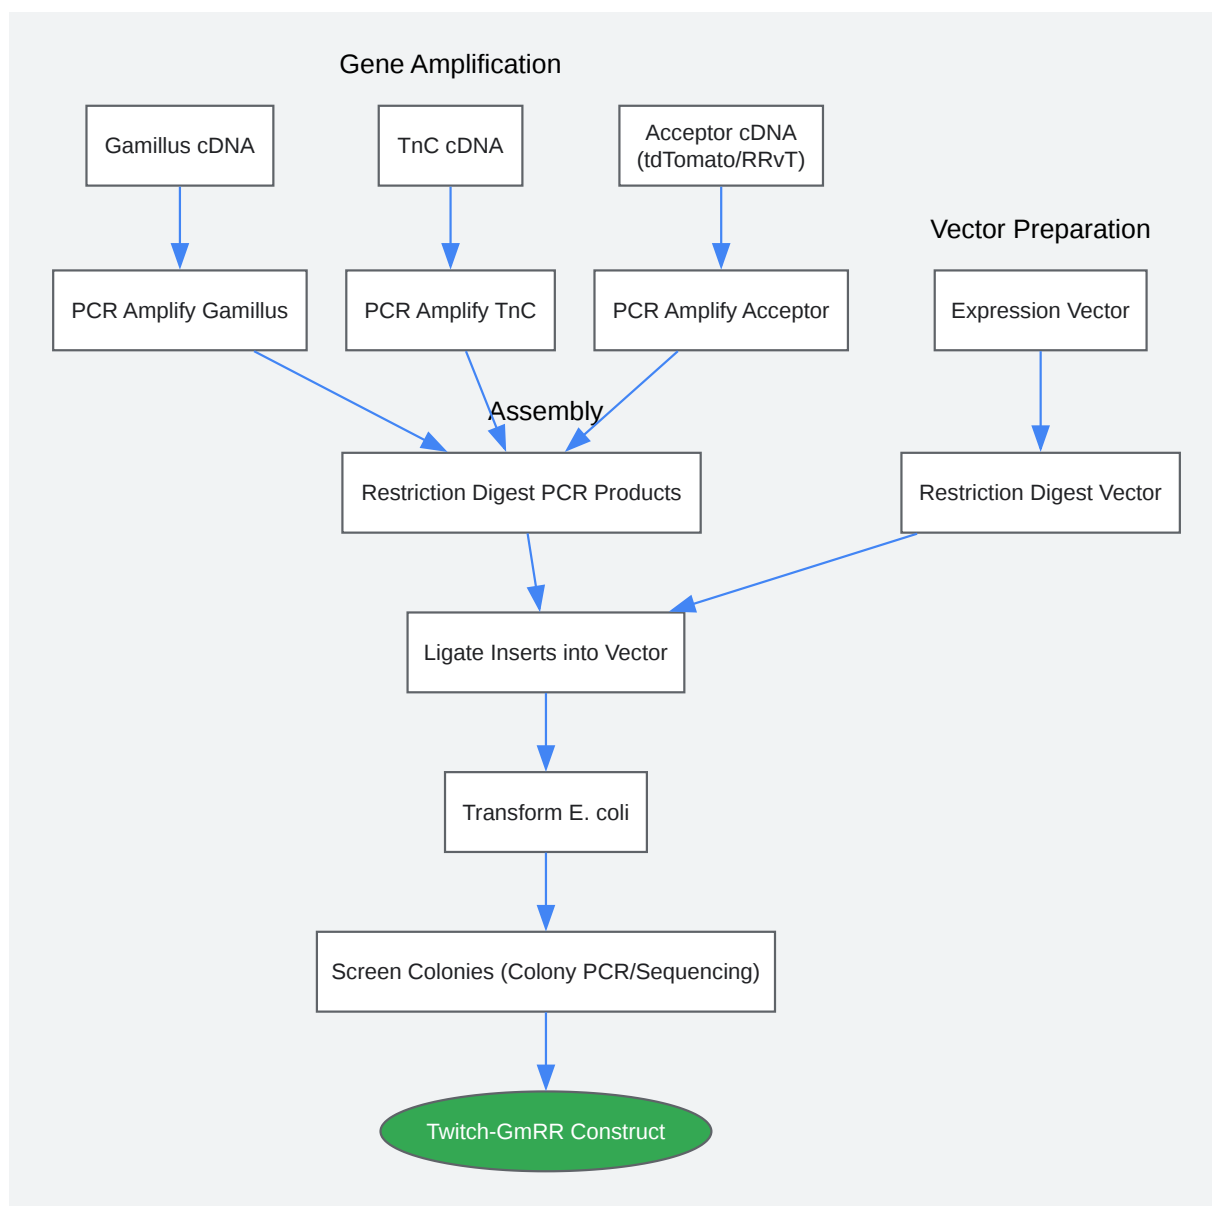 Gene Amplification
Gamillus cDNA
TnC cDNA
Acceptor cDNA
(tdTomato/RRvT)
Vector Preparation
PCR Amplify Gamillus
PCR Amplify TnC
PCR Amplify Acceptor
Expression Vector
Assembly
Restriction Digest PCR Products
Restriction Digest Vector
Ligate Inserts into Vector
Transform E. coli
Screen Colonies (Colony PCR/Sequencing)
Twitch-GmRR Construct